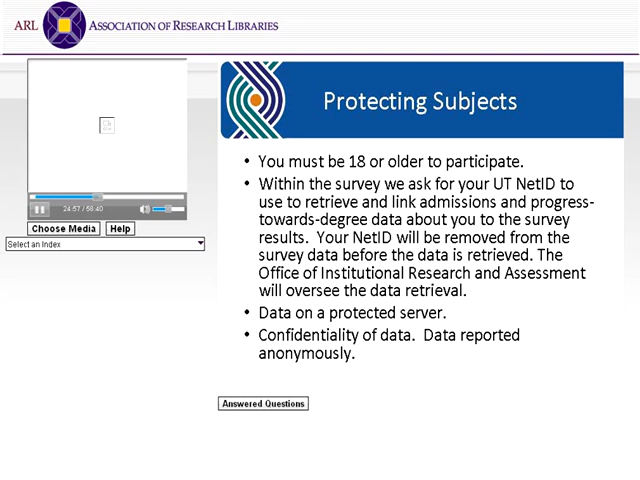 ARL ASSOCIATION OF RESEARCH LIBRARIES
24:57 / 58:40
Choose Media Help
Select an Index
Protecting Subjects
• You must be 18 or older to participate.
• Within the survey we ask for your UT NetID to
use to retrieve and link admissions and progress-
towards-degree data about you to the survey
results. Your NetID will be removed from the
survey data before the data is retrieved. The
Office of Institutional Research and Assessment
will oversee the data retrieval.
• Data on a protected server.
• Confidentiality of data. Data reported
anonymously.
Answered Questions